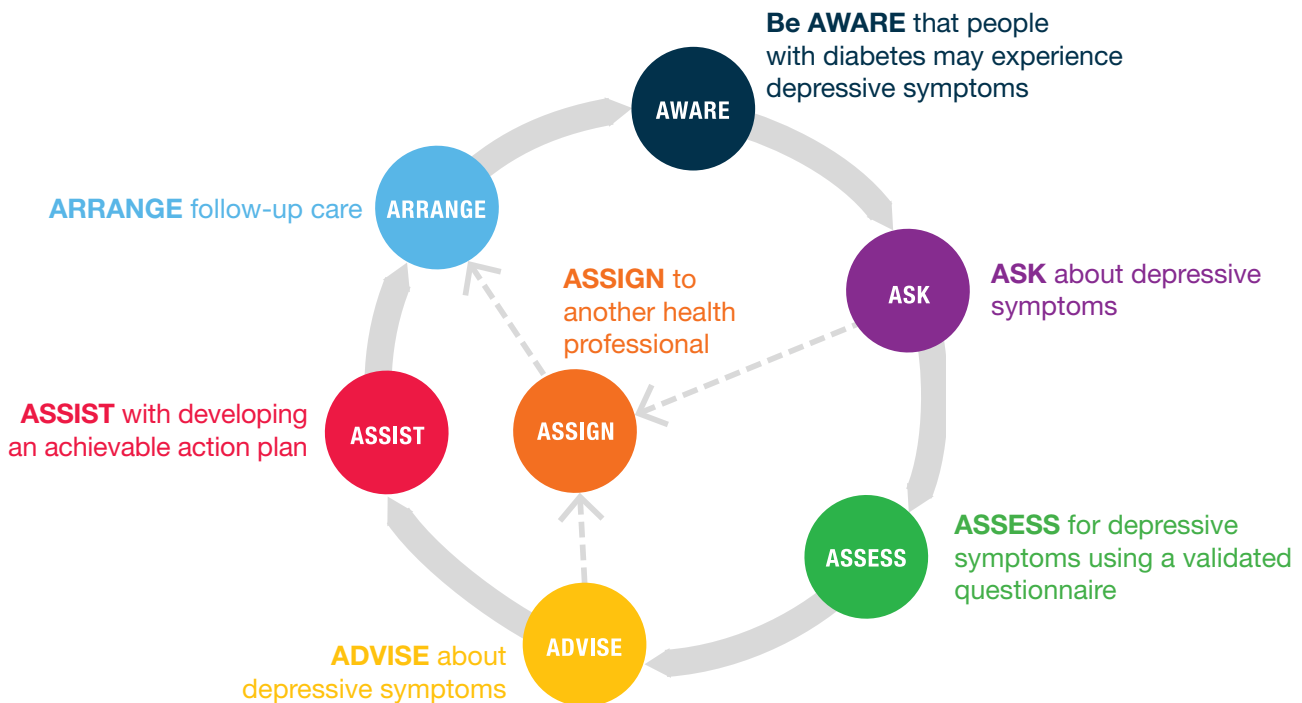 Be AWARE that people
with diabetes may experience
depressive symptoms
AWARE
ARRANGE follow-up care
ARRANGE
ASSIGN to
another health
professional
ASK
ASK about depressive
symptoms
ASSIST with developing
an achievable action plan
ASSIST
ASSIGN
ASSESS
ASSESS for depressive
symptoms using a validated
questionnaire
ADVISE
ADVISE about
depressive symptoms